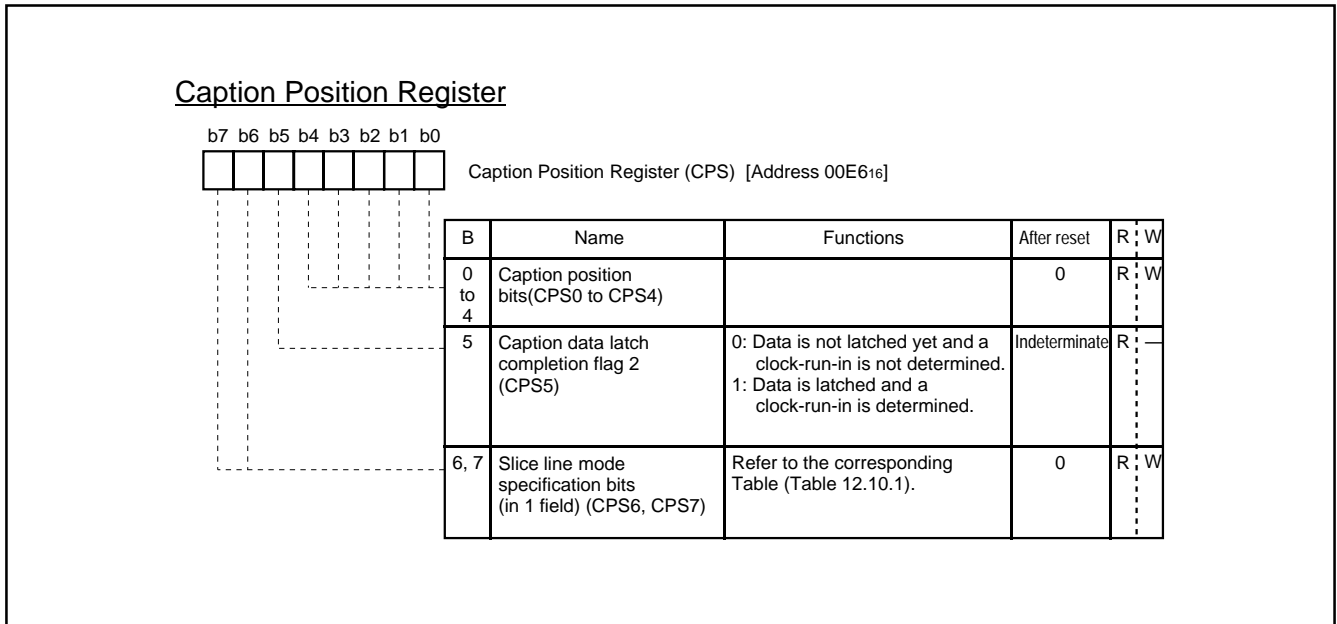 Caption Position Register
b7 b6 b5 b4 b3 b2 b1 b0
Caption Position Register (CPS) [Address 00E616]
B Name Functions After reset R W
0 to 4 Caption position bits(CPS0 to CPS4) 0 R W
5 Caption data latch completion flag 2 (CPS5) 0: Data is not latched yet and a clock-run-in is not determined. 1: Data is latched and a clock-run-in is determined. Indeterminate R —
6, 7 Slice line mode specification bits (in 1 field) (CPS6, CPS7) Refer to the corresponding Table (Table 12.10.1). 0 R W